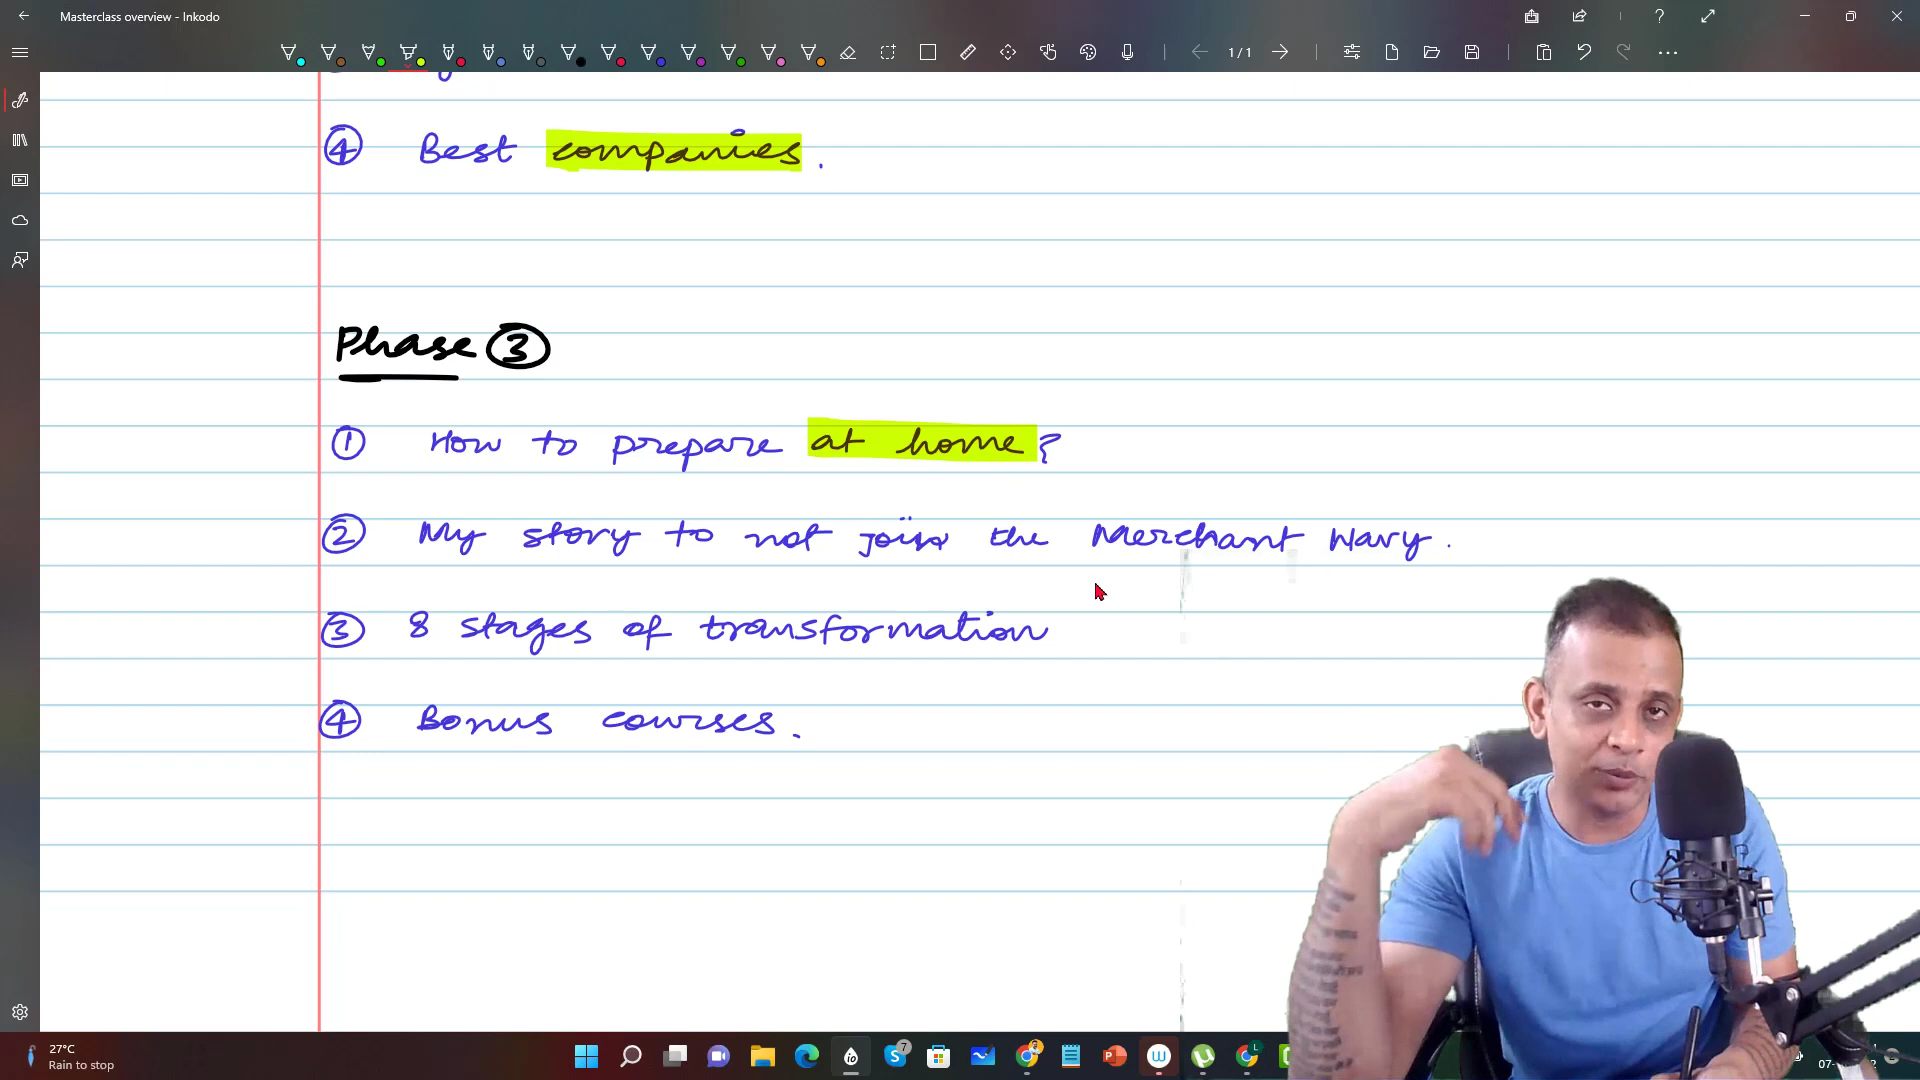 Masterclass overview - Inkodo
1 / 1
④ Best companies.
Phase ③
① How to prepare at home?
② My story to not join the Merchant Navy.
③ 8 stages of transformation
④ Bonus courses.
27°C
Rain to stop